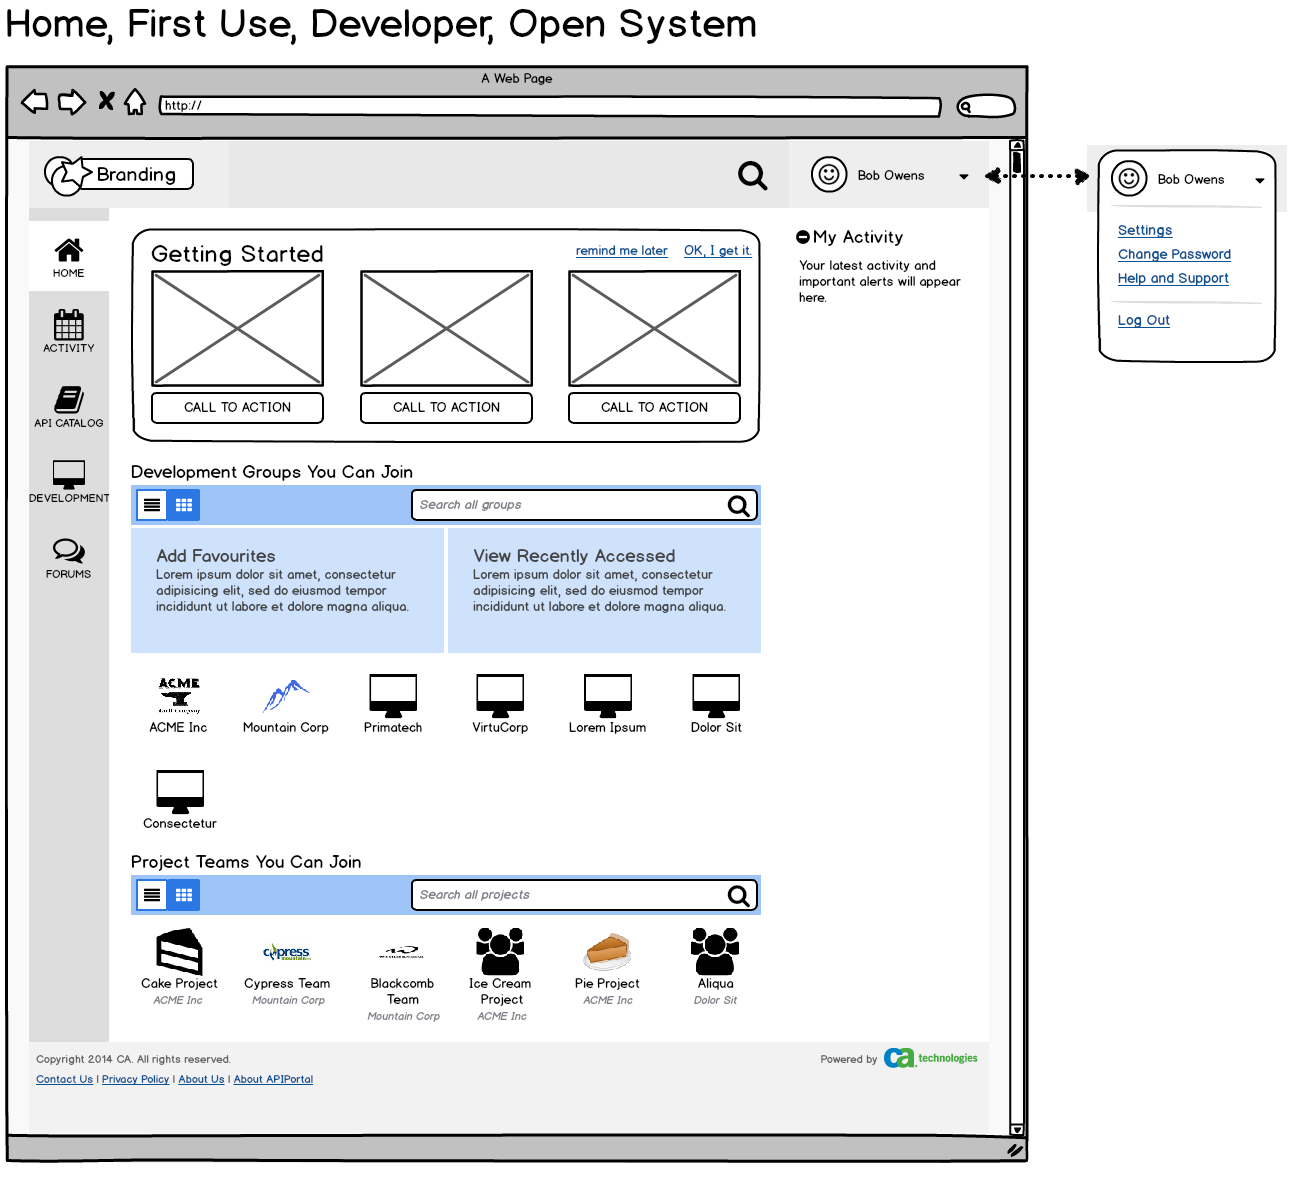 Home, First Use, Developer, Open System
A Web Page
http://
Branding
Bob Owens
Bob Owens
Settings
Change Password
Help and Support
Log Out
HOME
ACTIVITY
API CATALOG
DEVELOPMENT
FORUMS
Getting Started
remind me later
OK, I get it.
CALL TO ACTION
CALL TO ACTION
CALL TO ACTION
My Activity
Your latest activity and
important alerts will appear
here.
Development Groups You Can Join
Search all groups
Add Favourites
Lorem ipsum dolor sit amet, consectetur
adipisicing elit, sed do eiusmod tempor
incididunt ut labore et dolore magna aliqua.
View Recently Accessed
Lorem ipsum dolor sit amet, consectetur
adipisicing elit, sed do eiusmod tempor
incididunt ut labore et dolore magna aliqua.
ACME
ACME Inc
Mountain Corp
Primatech
VirtuCorp
Lorem Ipsum
Dolor Sit
Consectetur
Project Teams You Can Join
Search all projects
Cake Project
ACME Inc
cypress
mountain
Cypress Team
Mountain Corp
Blackcomb
Team
Mountain Corp
Ice Cream
Project
ACME Inc
Pie Project
ACME Inc
Aliqua
Dolor Sit
Copyright 2014 CA. All rights reserved.
Contact Us | Privacy Policy | About Us | About APIPortal
Powered by ca technologies